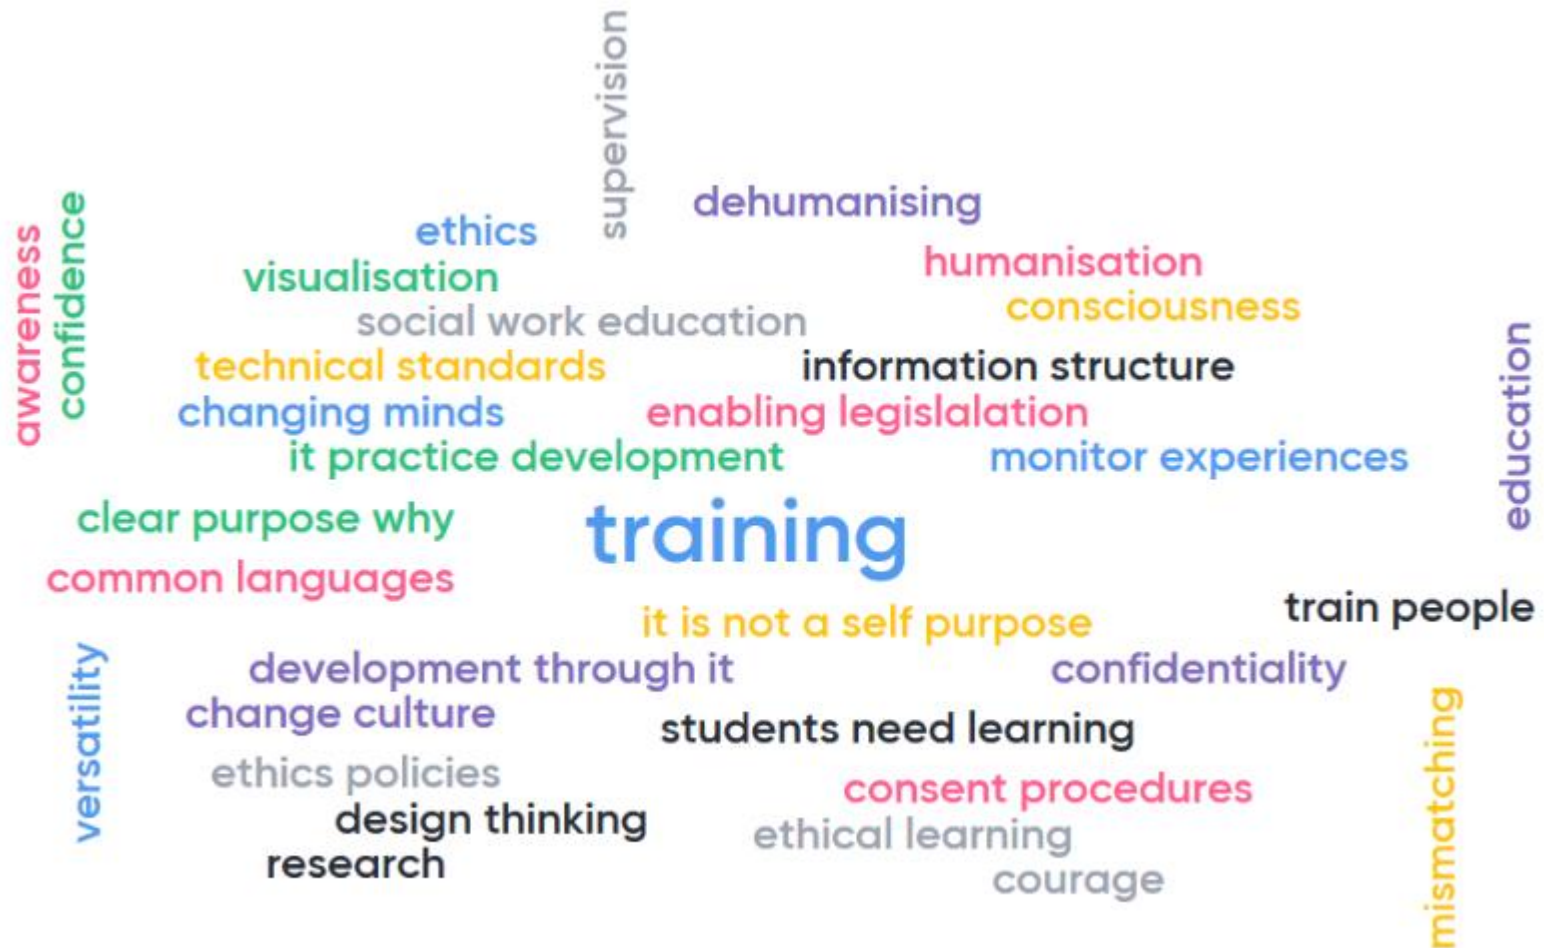 supervision
dehumanising
ethics
awareness
confidence
humanisation
visualisation
consciousness
social work education
technical standards
information structure
education
changing minds
enabling legislalation
it practice development
monitor experiences
clear purpose why
training
common languages
train people
it is not a self purpose
versatility
development through it
confidentiality
change culture
students need learning
mismatching
ethics policies
consent procedures
design thinking
ethical learning
research
courage